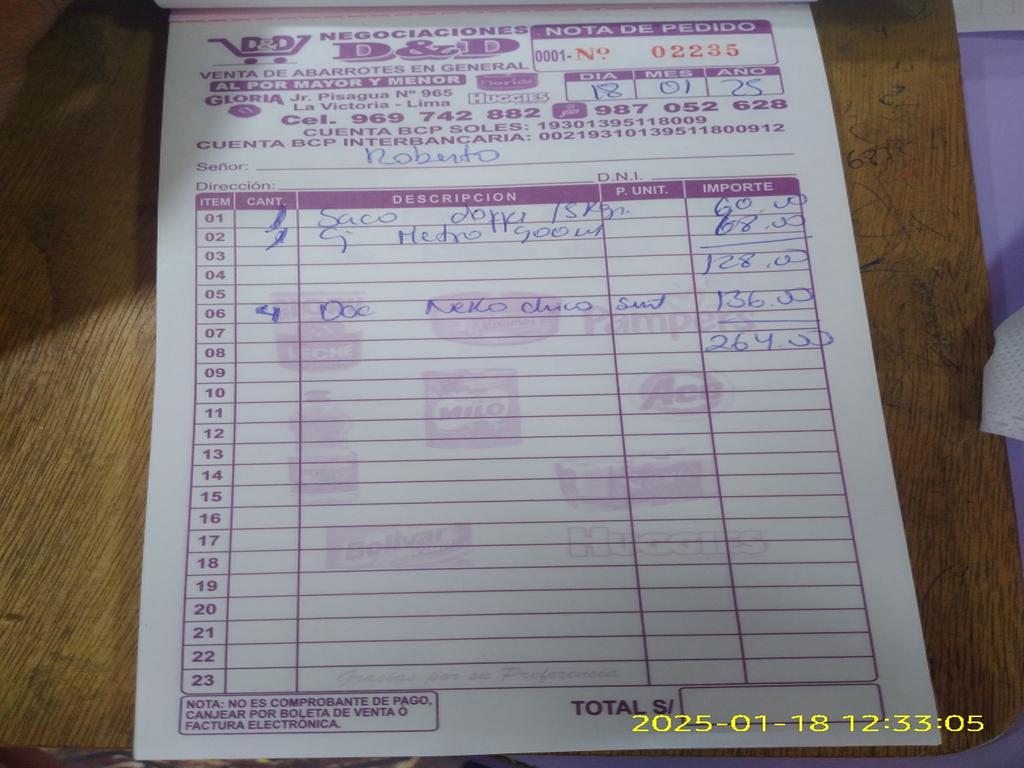 D&D NEGOCIACIONES
D&D
VENTA DE ABARROTES EN GENERAL
AL POR MAYOR Y MENOR
GLORIA Jr. Pisagua Nº 965 HUGGIES
La Victoria - Lima
Cel. 969 742 882 987 052 628
CUENTA BCP SOLES: 19301395118009
CUENTA BCP INTERBANCARIA: 00219310139511800912
NOTA DE PEDIDO
0001- Nº 02235
DIA MES AÑO
18 01 25
Señor: Roberto
Dirección: D.N.I.
ITEM CANT. DESCRIPCION P. UNIT. IMPORTE
01 1 Saco 15 Kgr. 60.00
02 1 Cj Metro 900 ml 68.00
03 128.00
04
05
06 4 Doc Neko chico surt 136.00
07
08 264.00
09
10
11
12
13
14
15
16
17
18
19
20
21
22
23
LECHE
Pampers
MILO
Ace
Bolivar
HUGGIES
Gracias por su Preferencia
NOTA: NO ES COMPROBANTE DE PAGO,
CANJEAR POR BOLETA DE VENTA Ó
FACTURA ELECTRÓNICA.
TOTAL S/
2025-01-18 12:33:05